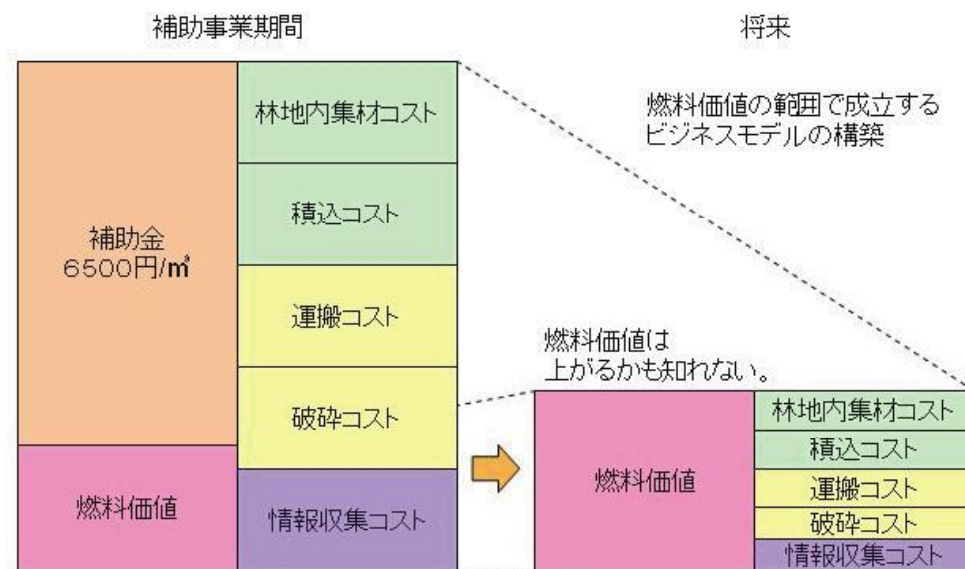 補助事業期間
将来
林地内集材コスト
積込コスト
補助金
6500円/㎥
運搬コスト
破砕コスト
燃料価値
情報収集コスト
燃料価値の範囲で成立する
ビジネスモデルの構築
燃料価値は
上がるかも知れない。
燃料価値
林地内集材コスト
積込コスト
運搬コスト
破砕コスト
情報収集コスト